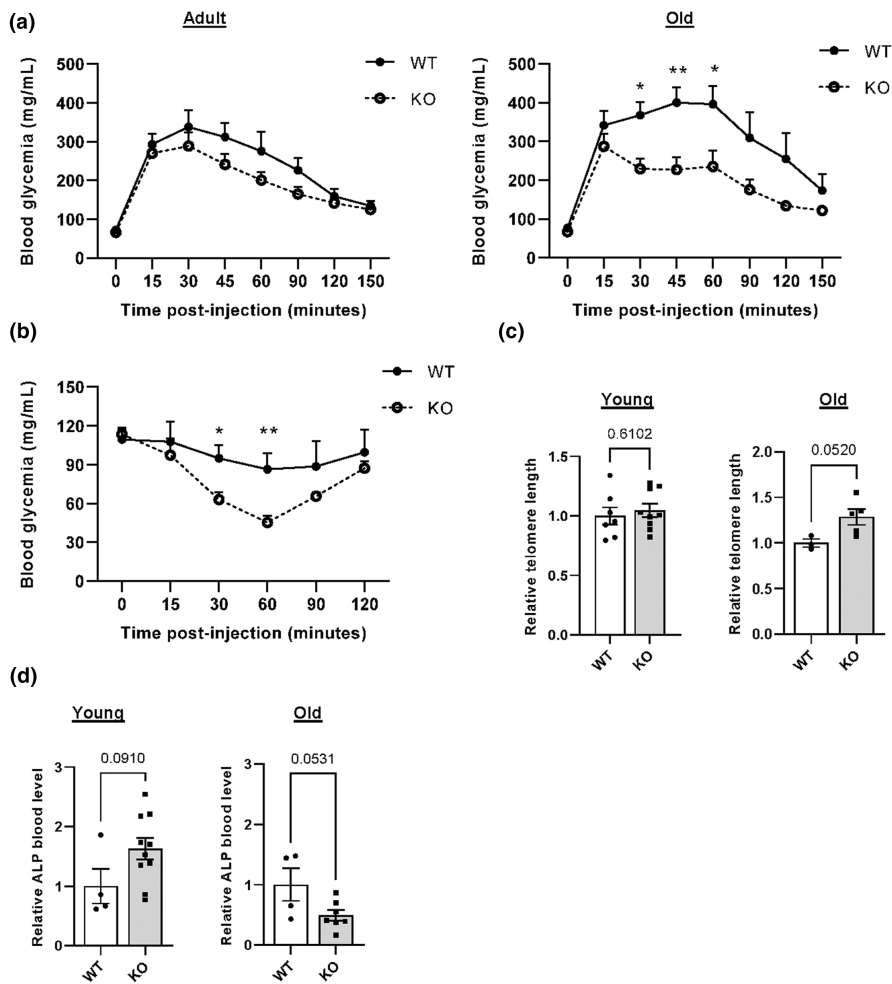 (a)
Adult
Blood glycemia (mg/mL)
500
400
300
200
100
0
0 15 30 45 60 90 120 150
Time post-injection (minutes)
WT
KO
Old
Blood glycemia (mg/mL)
500
400
300
200
100
0
* ** *
0 15 30 45 60 90 120 150
Time post-injection (minutes)
WT
KO
(b)
Blood glycemia (mg/mL)
150
120
90
60
30
0
* **
0 15 30 60 90 120
Time post-injection (minutes)
WT
KO
(c)
Young
0.6102
Relative telomere length
1.5
1.0
0.5
0.0
WT KO
Old
0.0520
Relative telomere length
2.0
1.5
1.0
0.5
0.0
WT KO
(d)
Young
0.0910
Relative ALP blood level
3
2
1
0
WT KO
Old
0.0531
Relative ALP blood level
3
2
1
0
WT KO